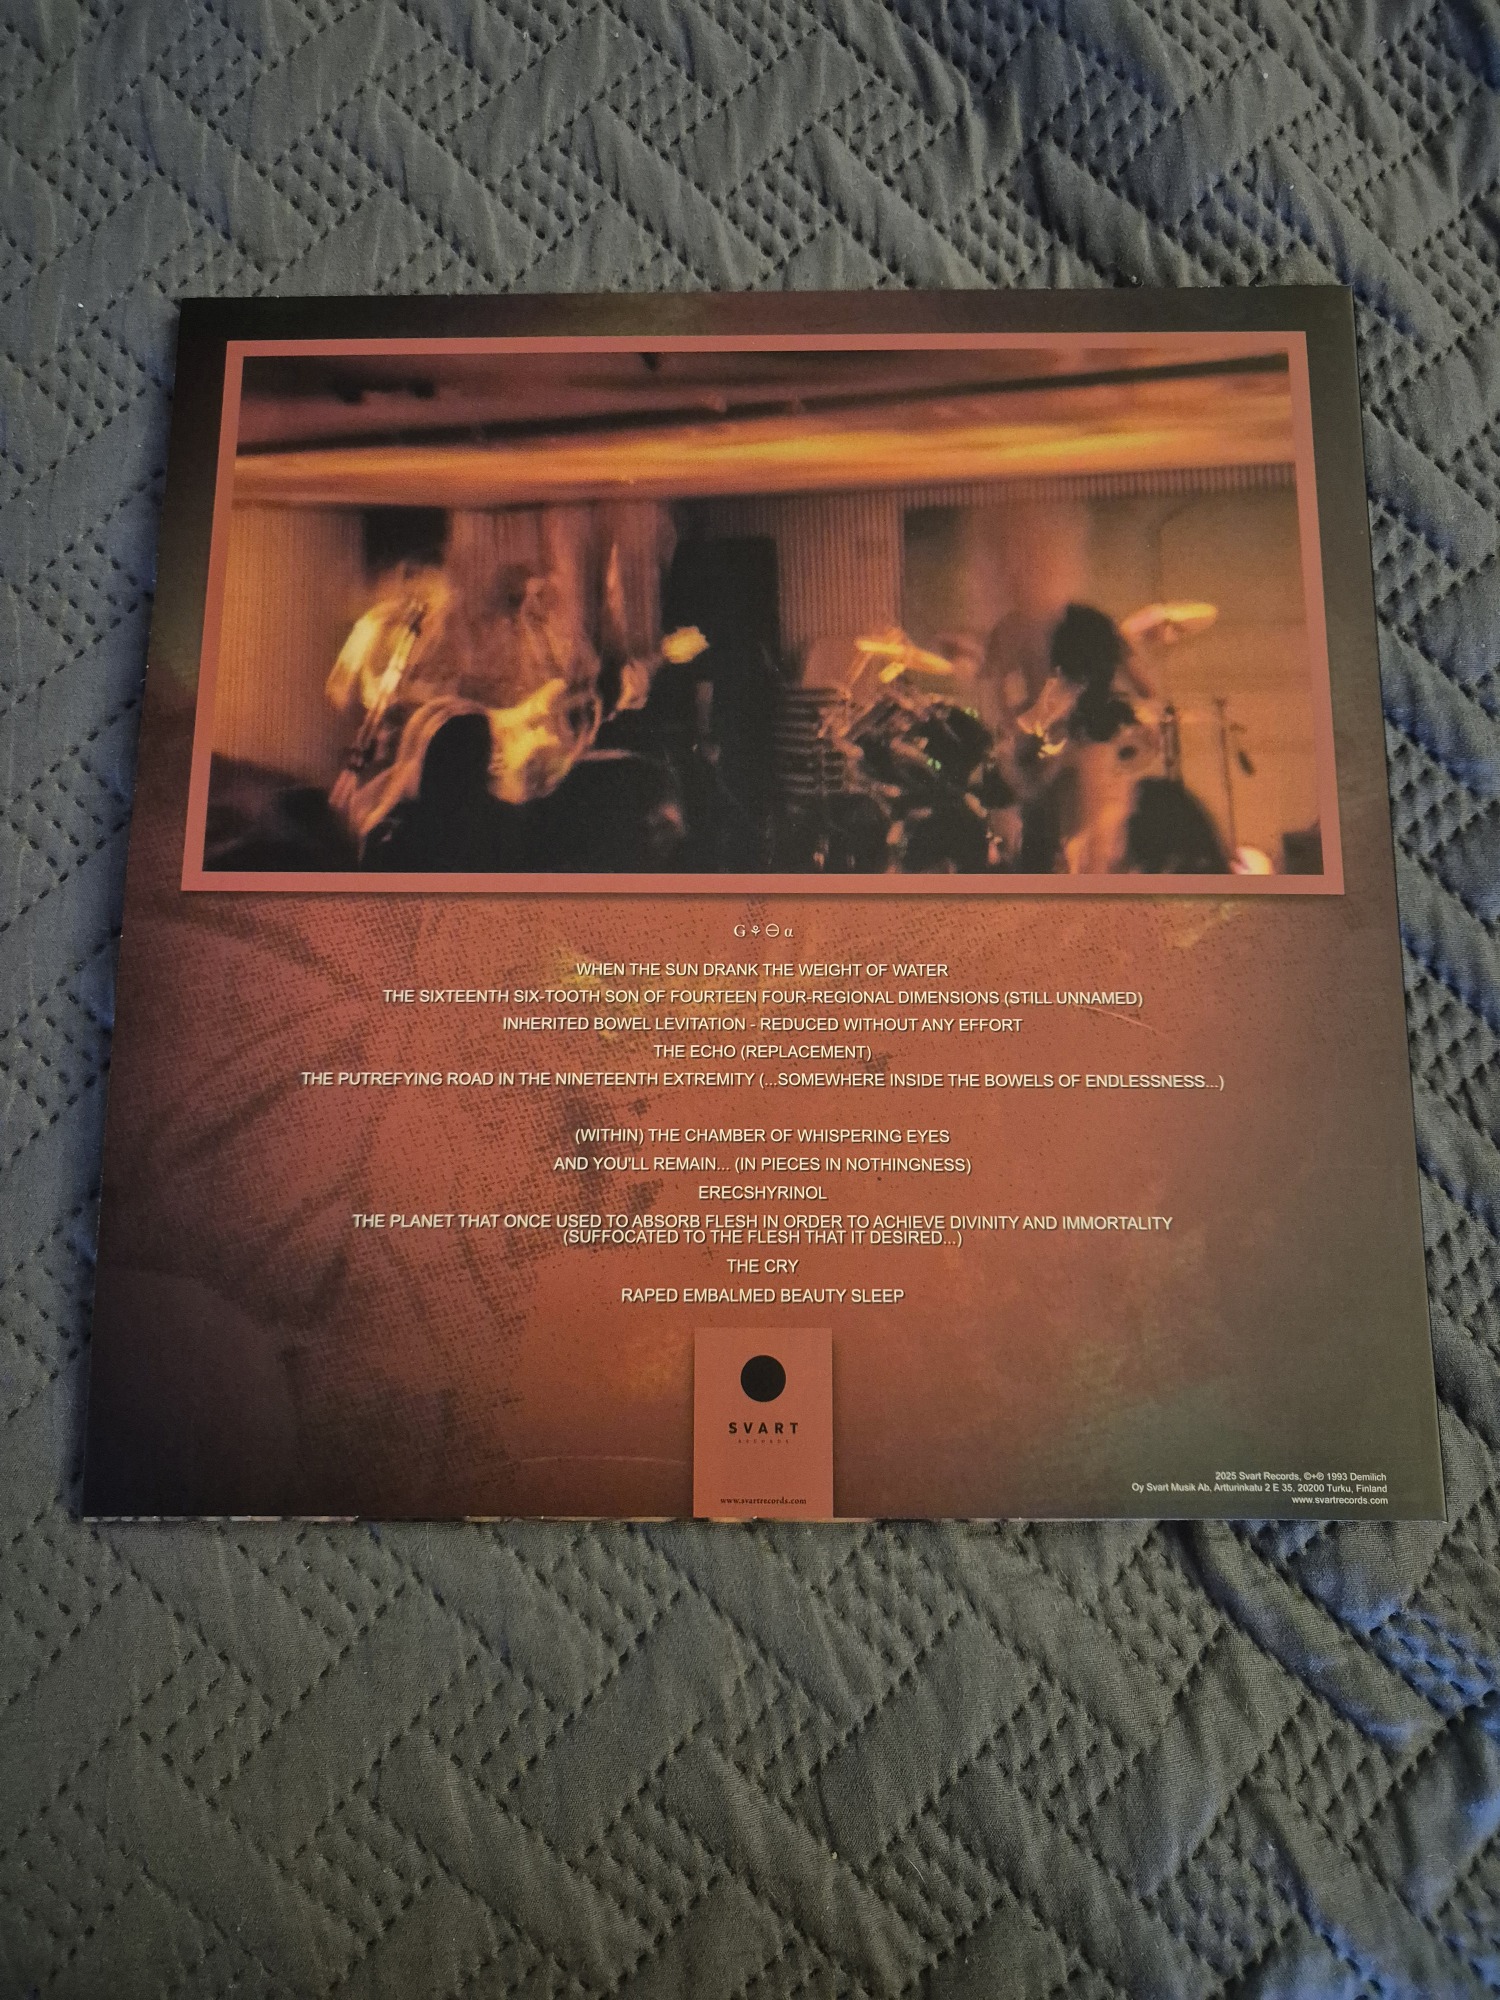 G⚘⊖α
WHEN THE SUN DRANK THE WEIGHT OF WATER
THE SIXTEENTH SIX-TOOTH SON OF FOURTEEN FOUR-REGIONAL DIMENSIONS (STILL UNNAMED)
INHERITED BOWEL LEVITATION - REDUCED WITHOUT ANY EFFORT
THE ECHO (REPLACEMENT)
THE PUTREFYING ROAD IN THE NINETEENTH EXTREMITY (...SOMEWHERE INSIDE THE BOWELS OF ENDLESSNESS...)
(WITHIN) THE CHAMBER OF WHISPERING EYES
AND YOU'LL REMAIN... (IN PIECES IN NOTHINGNESS)
ERECSHYRINOL
THE PLANET THAT ONCE USED TO ABSORB FLESH IN ORDER TO ACHIEVE DIVINITY AND IMMORTALITY
(SUFFOCATED TO THE FLESH THAT IT DESIRED...)
THE CRY
RAPED EMBALMED BEAUTY SLEEP
SVART
RECORDS
www.svartrecords.com
2025 Svart Records, ©+℗ 1993 Demilich
Oy Svart Musik Ab, Artturinkatu 2 E 35, 20200 Turku, Finland
www.svartrecords.com